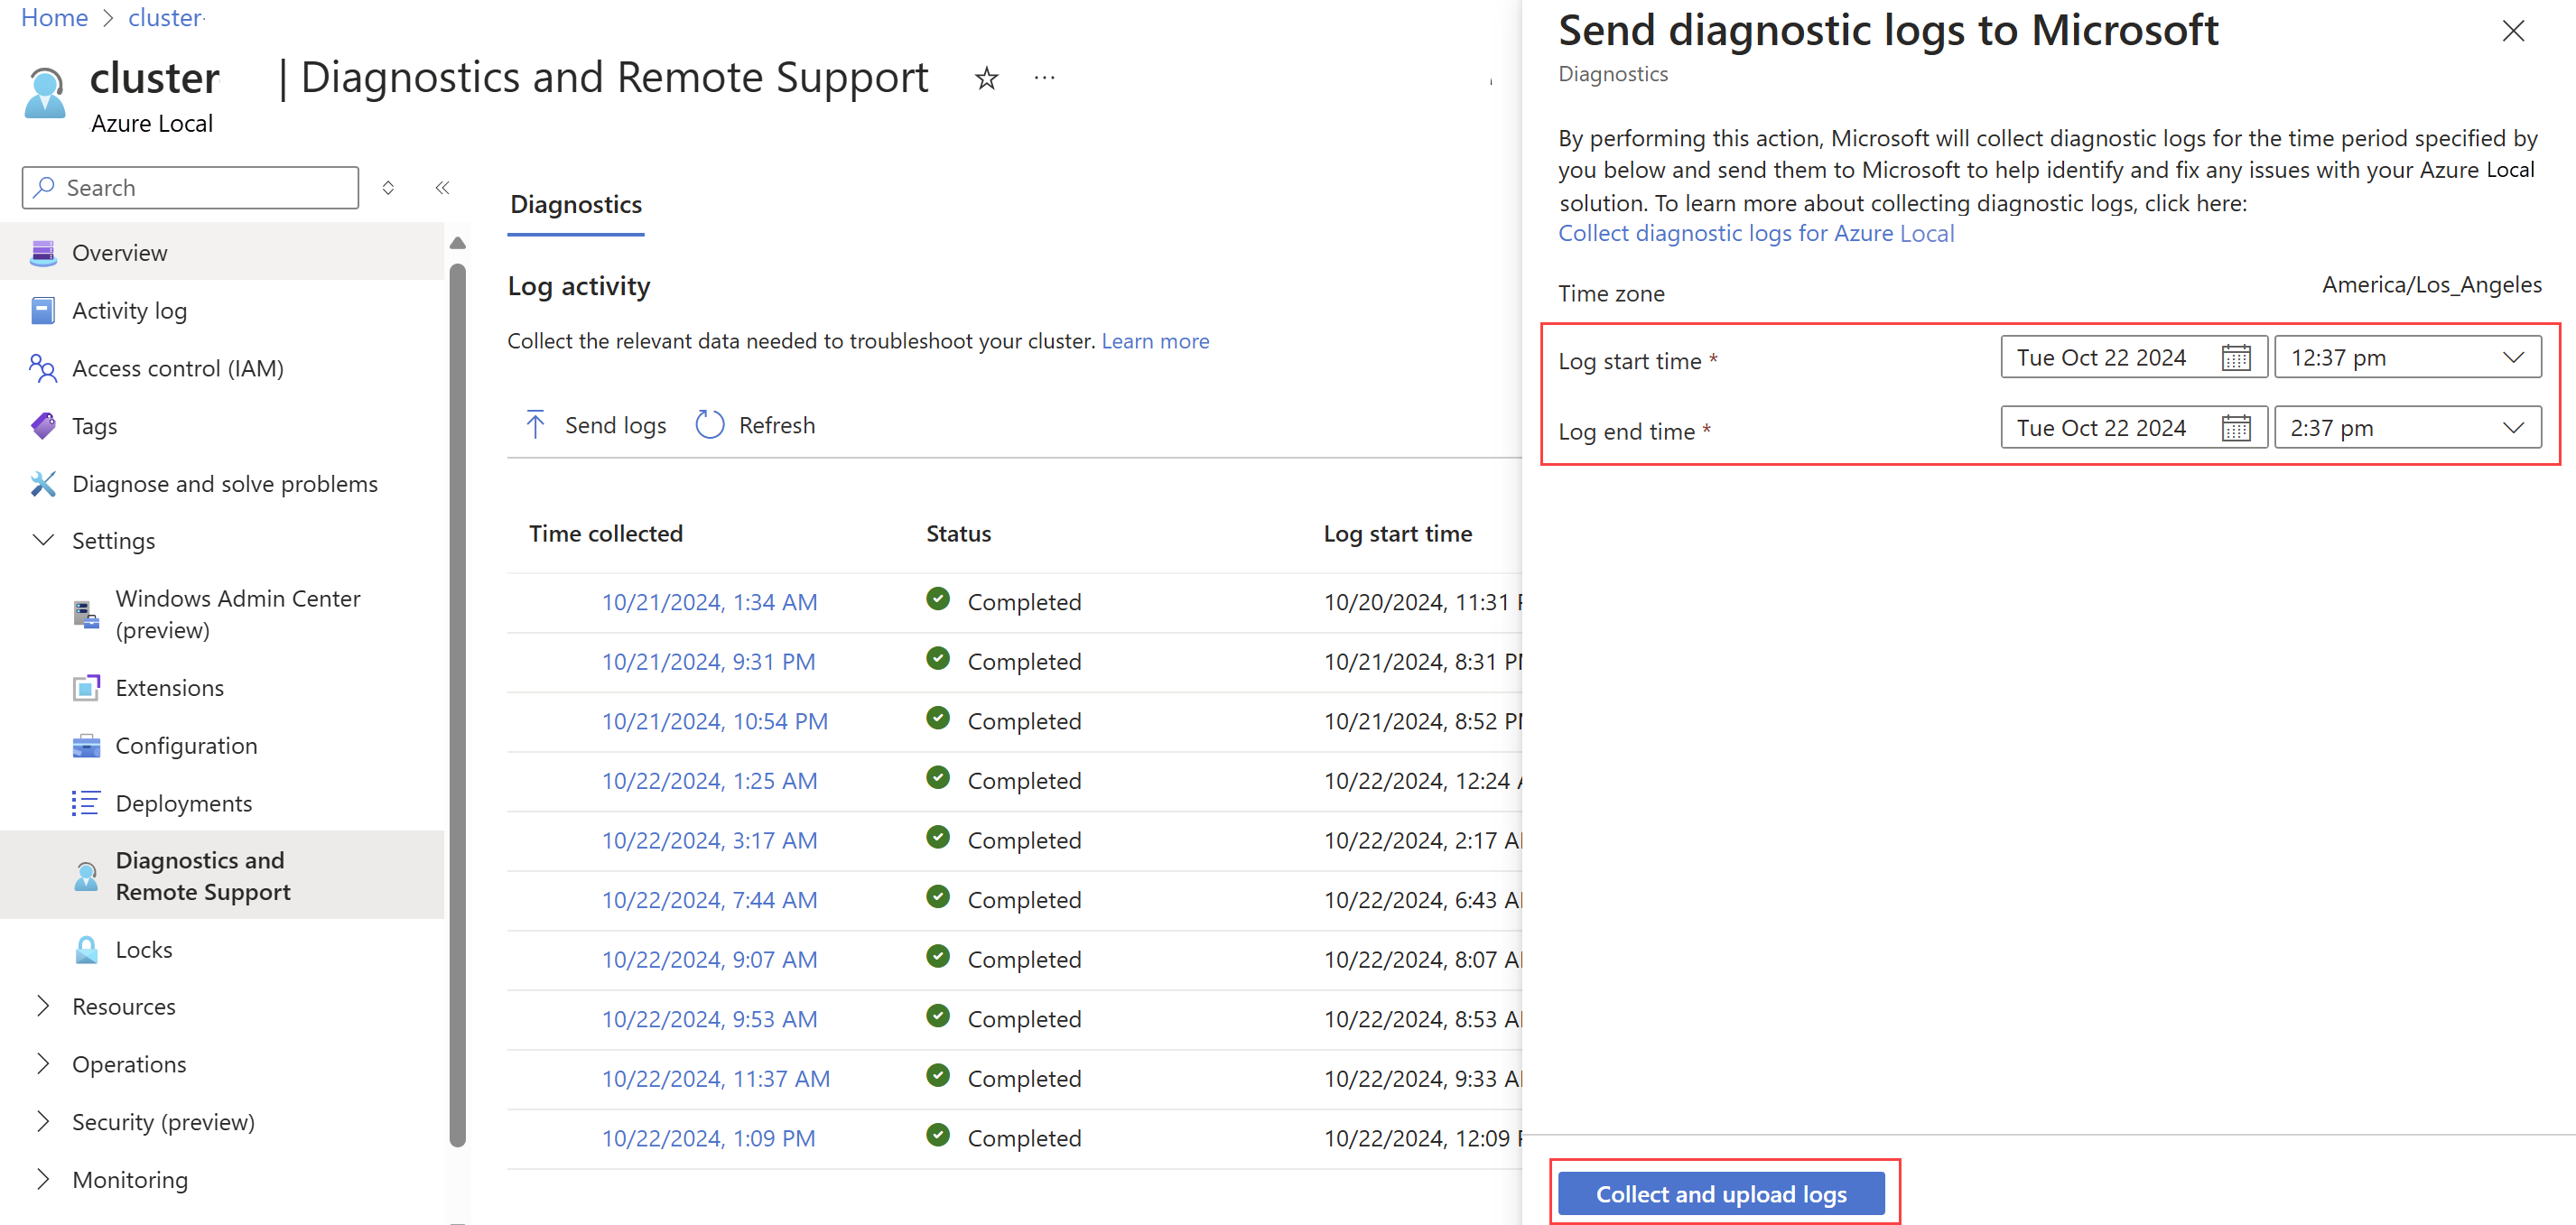 Home > cluster
cluster | Diagnostics and Remote Support
Azure Local
Search
Overview
Activity log
Access control (IAM)
Tags
Diagnose and solve problems
Settings
Windows Admin Center
(preview)
Extensions
Configuration
Deployments
Diagnostics and
Remote Support
Locks
Resources
Operations
Security (preview)
Monitoring
Diagnostics
Log activity
Collect the relevant data needed to troubleshoot your cluster. Learn more
Send logs Refresh
Time collected Status Log start time
10/21/2024, 1:34 AM Completed 10/20/2024, 11:31
10/21/2024, 9:31 PM Completed 10/21/2024, 8:31 PM
10/21/2024, 10:54 PM Completed 10/21/2024, 8:52 PM
10/22/2024, 1:25 AM Completed 10/22/2024, 12:24
10/22/2024, 3:17 AM Completed 10/22/2024, 2:17 AM
10/22/2024, 7:44 AM Completed 10/22/2024, 6:43 AM
10/22/2024, 9:07 AM Completed 10/22/2024, 8:07 AM
10/22/2024, 9:53 AM Completed 10/22/2024, 8:53 AM
10/22/2024, 11:37 AM Completed 10/22/2024, 9:33 AM
10/22/2024, 1:09 PM Completed 10/22/2024, 12:09
Send diagnostic logs to Microsoft
Diagnostics
By performing this action, Microsoft will collect diagnostic logs for the time period specified by
you below and send them to Microsoft to help identify and fix any issues with your Azure Local
solution. To learn more about collecting diagnostic logs, click here:
Collect diagnostic logs for Azure Local
Time zone America/Los_Angeles
Log start time * Tue Oct 22 2024 12:37 pm
Log end time * Tue Oct 22 2024 2:37 pm
Collect and upload logs